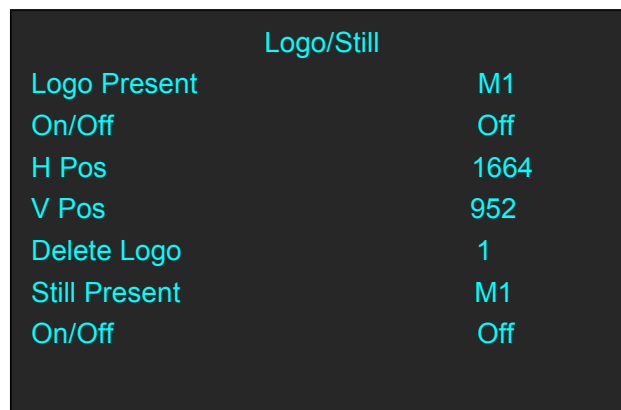 Logo/Still
Logo Present M1
On/Off Off
H Pos 1664
V Pos 952
Delete Logo 1
Still Present M1
On/Off Off